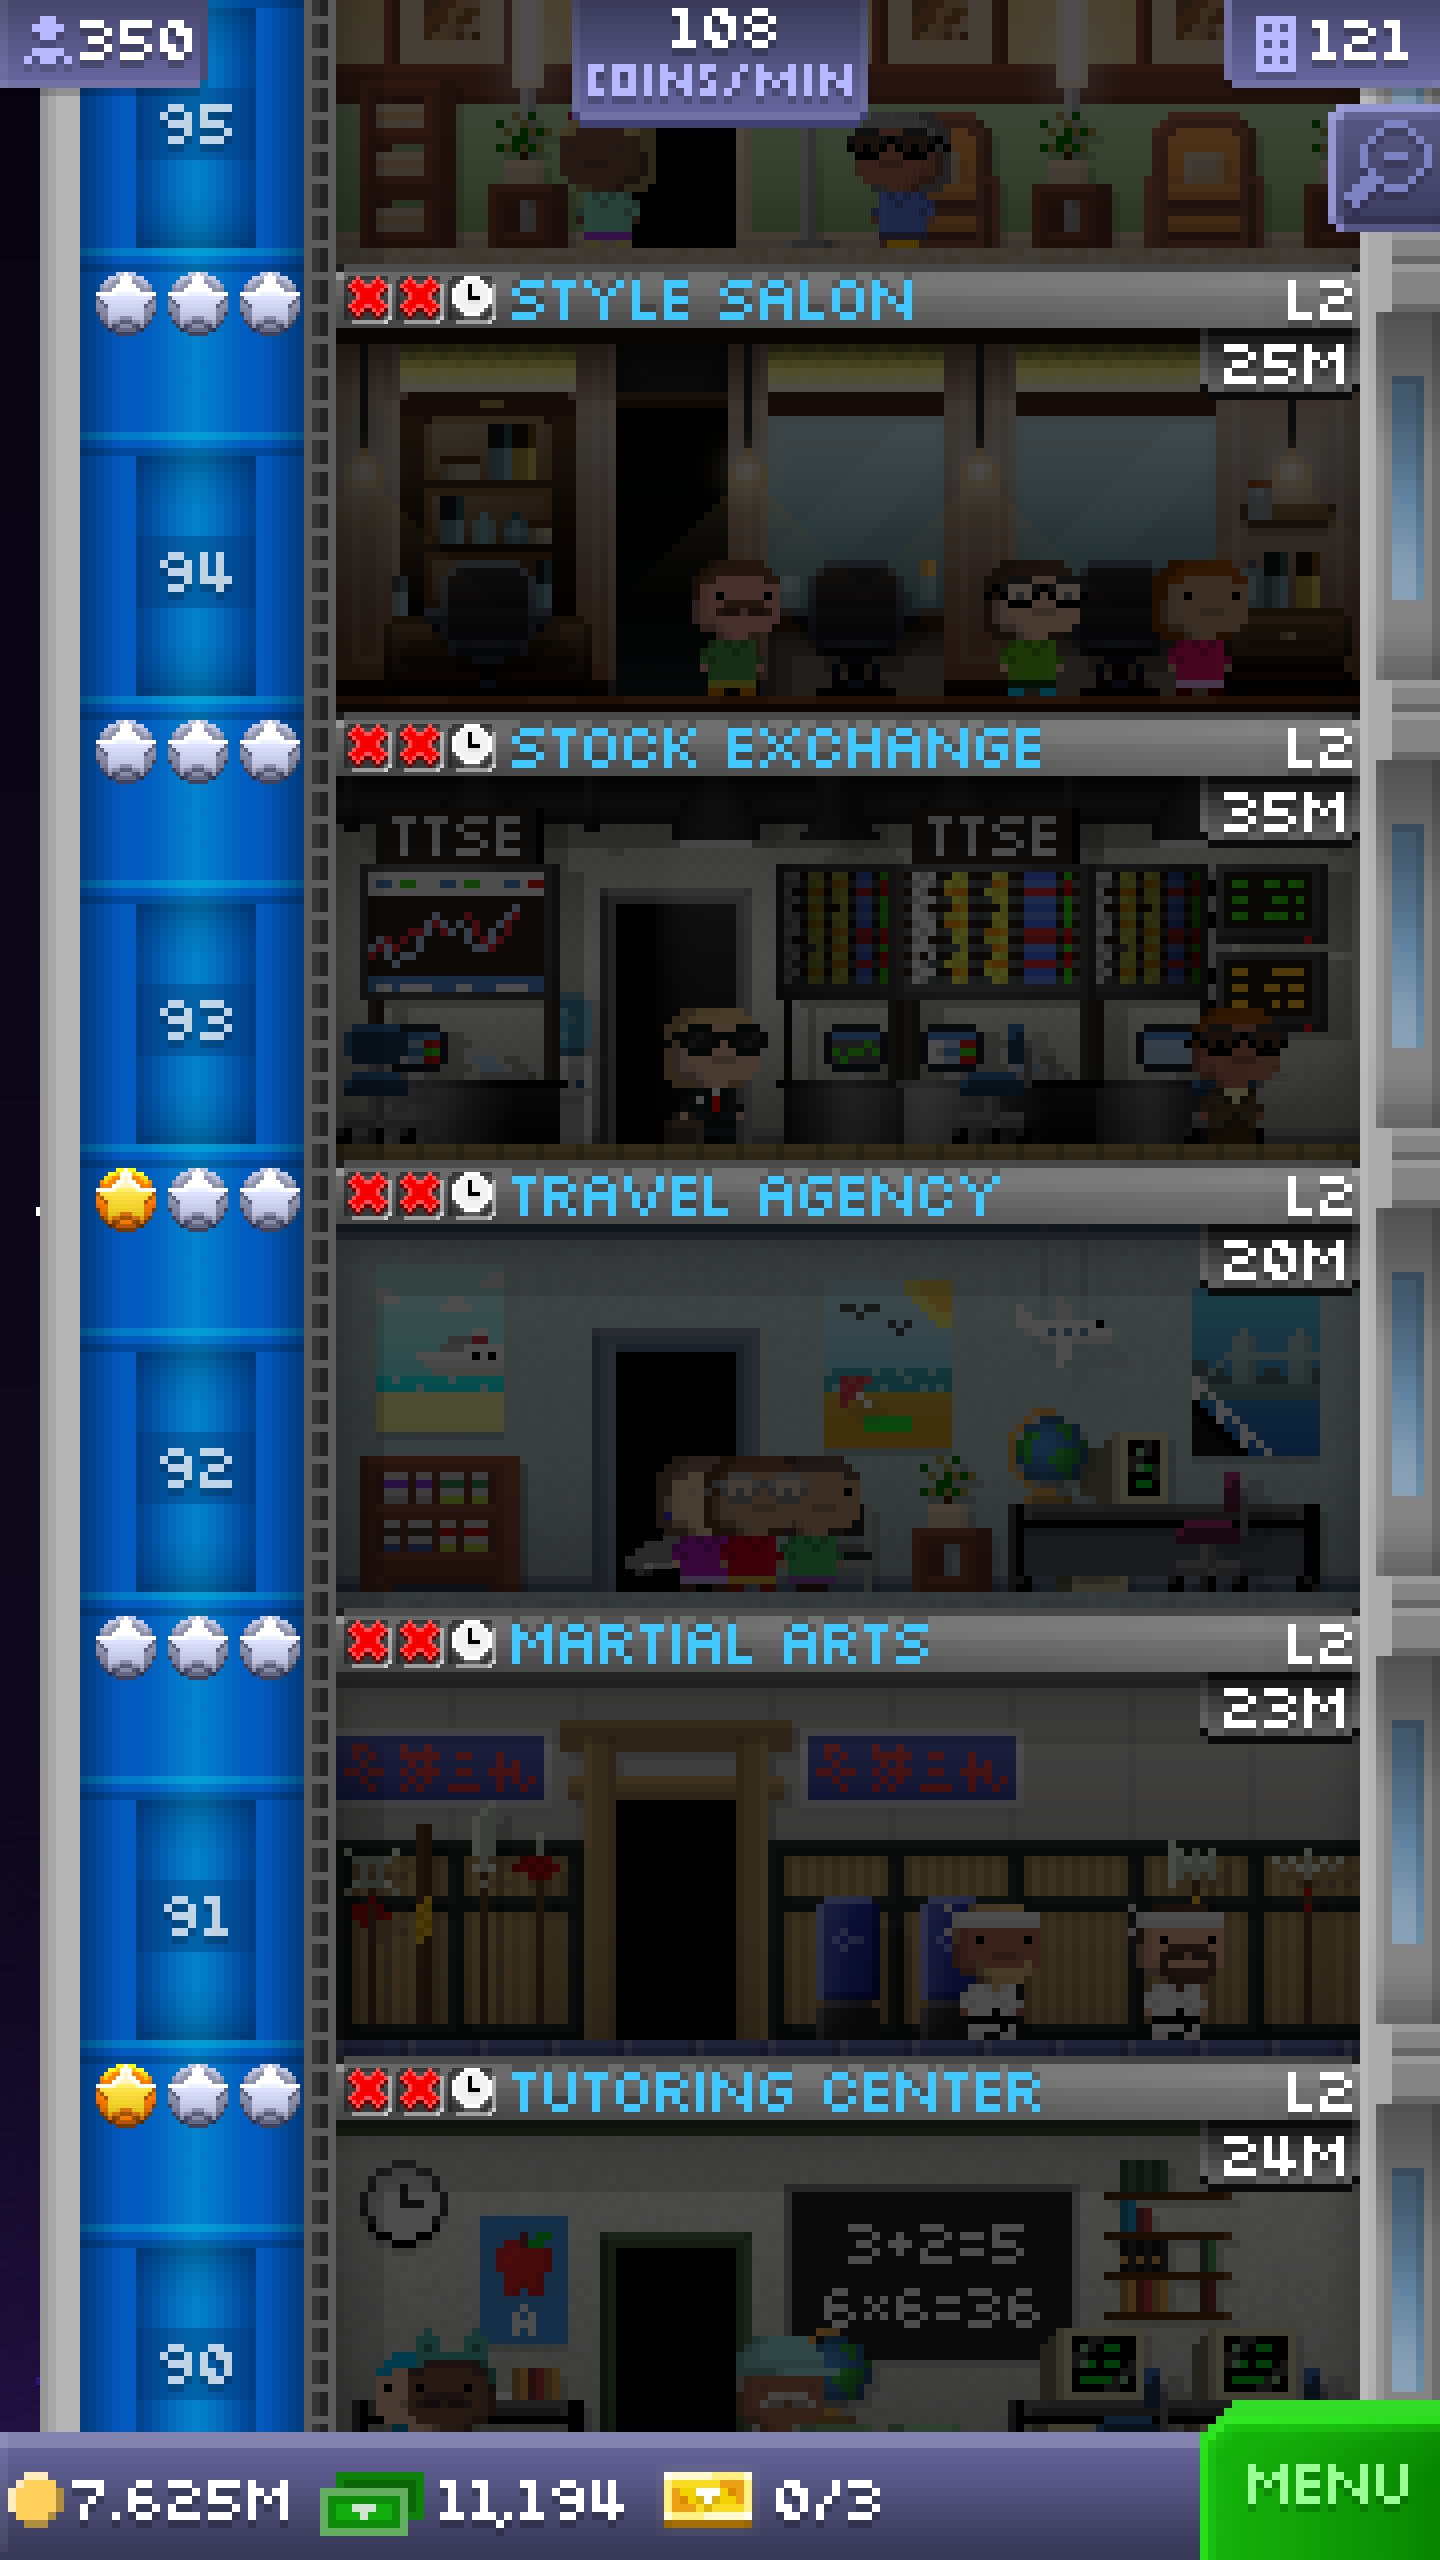 350
108
COINS/MIN
121
95
STYLE SALON
L2
25M
94
STOCK EXCHANGE
L2
35M
TTSE
TTSE
93
TRAVEL AGENCY
L2
20M
92
MARTIAL ARTS
L2
23M
91
TUTORING CENTER
L2
24M
3+2=5
6×6=36
A
90
7.625M
11,194
0/3
MENU